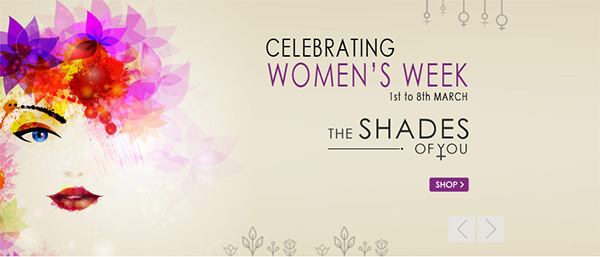 CELEBRATING
WOMEN'S WEEK
1st to 8th MARCH
THE SHADES
OF YOU
SHOP >